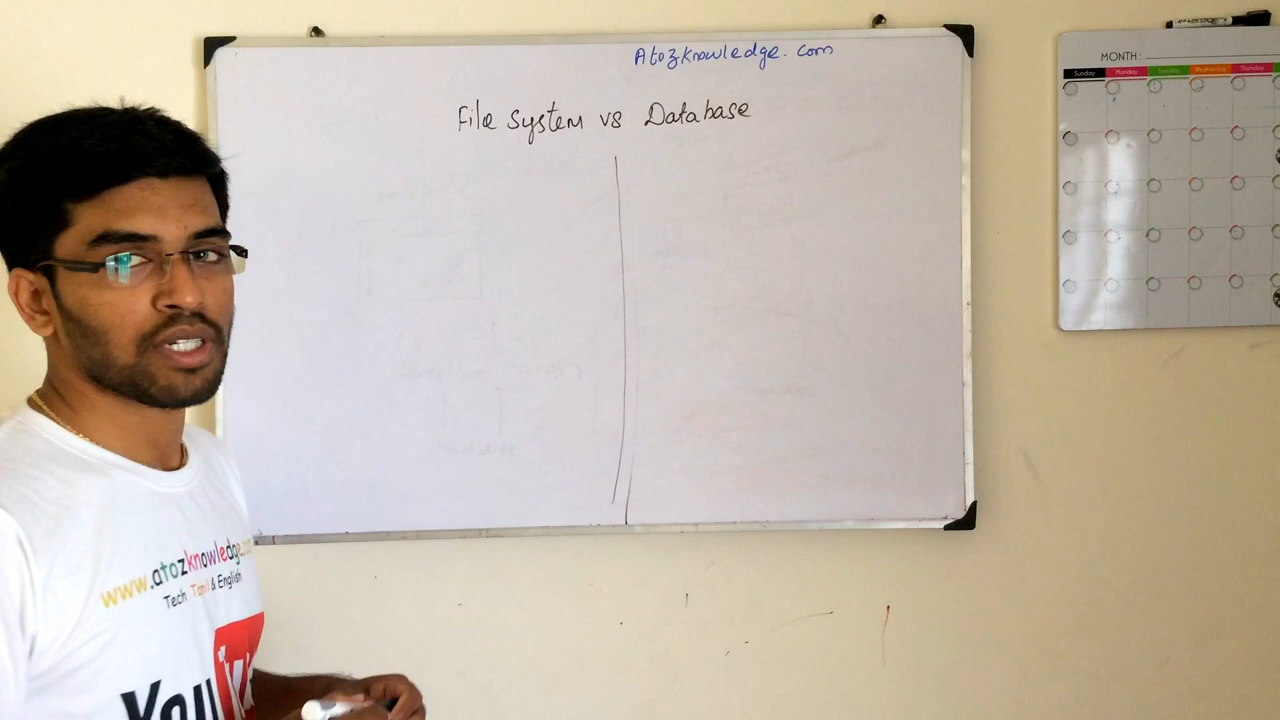 Atozknowledge.com
File System vs Database
MONTH:
Sunday Monday Tuesday Wednesday Thursday
www.atozknowledge.com
Tech Tamil & English
You